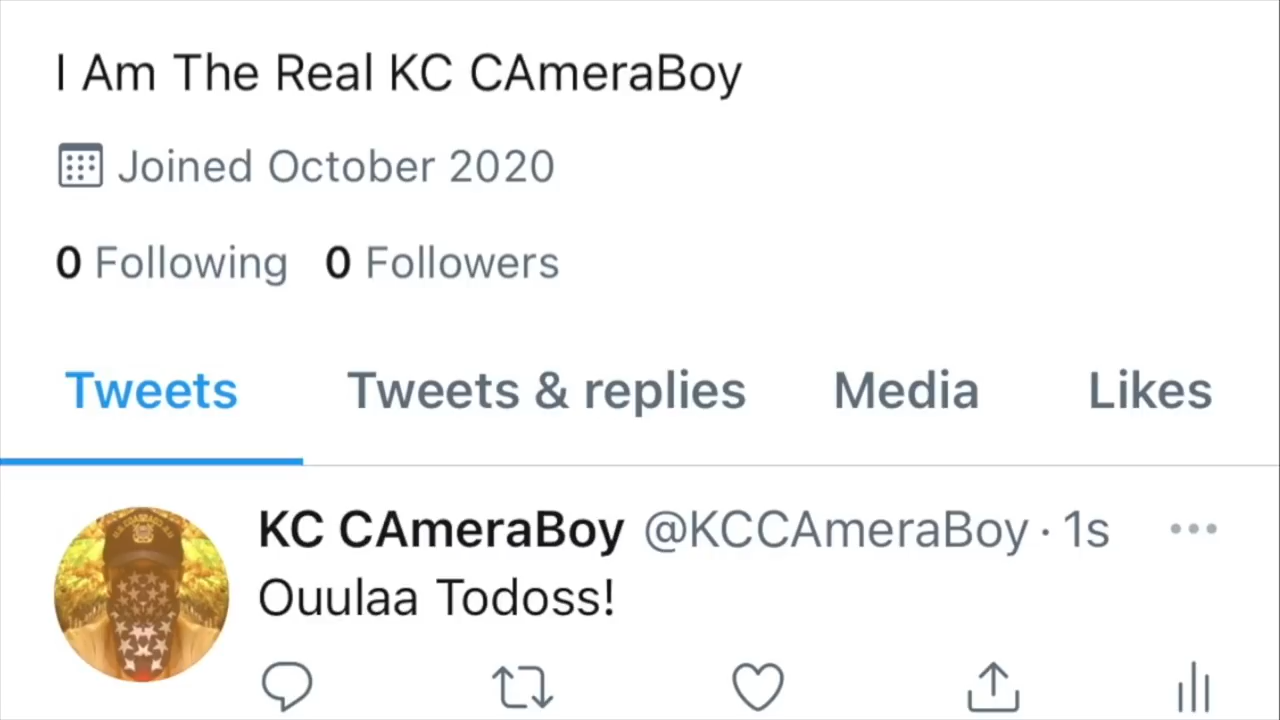 I Am The Real KC CAmeraBoy
Joined October 2020
0 Following 0 Followers
Tweets Tweets & replies Media Likes
KC CAmeraBoy @KCCAmeraBoy · 1s
Ouulaa Todoss!